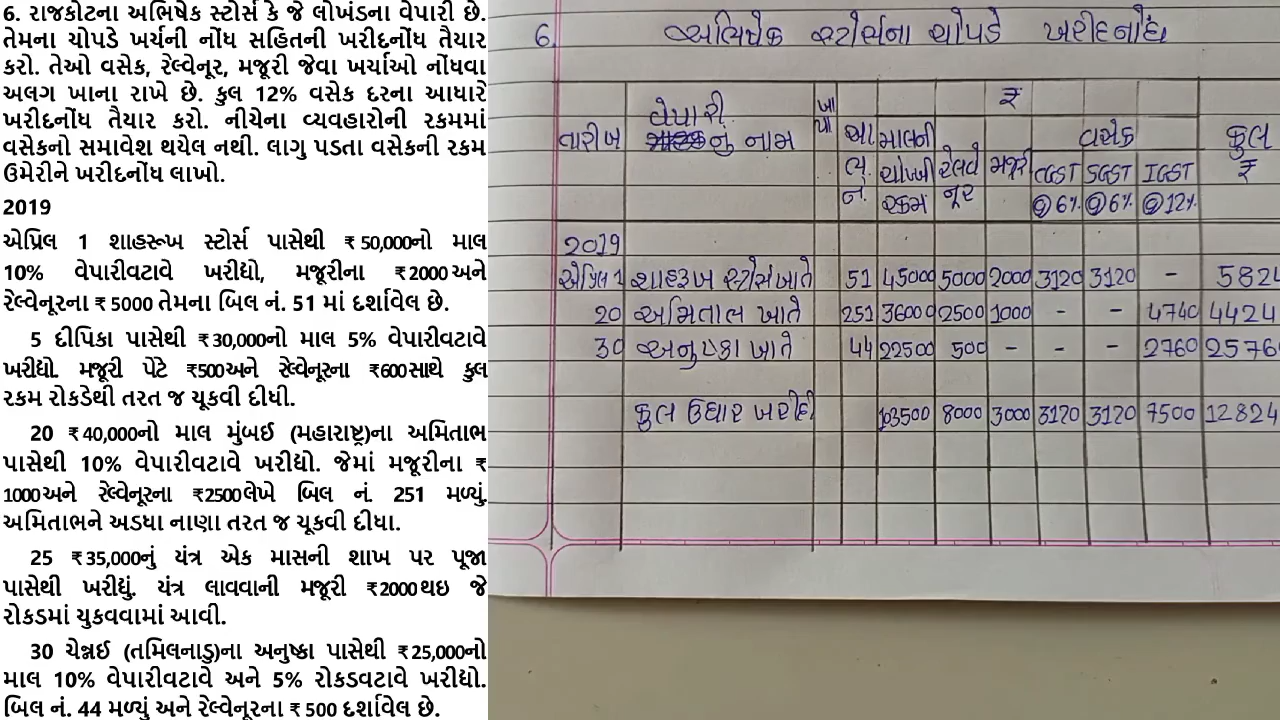 6. રાજકોટના અભિષેક સ્ટોર્સ કે જે લોખંડના વેપારી છે.
તેમના ચોપડે ખર્ચની નોંધ સહિતની ખરીદનોંધ તૈયાર
કરો. તેઓ વસેક, રેલ્વેનૂર, મજૂરી જેવા ખર્ચાઓ નોંધવા
અલગ ખાના રાખે છે. કુલ 12% વસેક દરના આધારે
ખરીદનોંધ તૈયાર કરો. નીચેના વ્યવહારોની રકમમાં
વસેકનો સમાવેશ થયેલ નથી. લાગુ પડતા વસેકની રકમ
ઉમેરીને ખરીદનોંધ લખો.
2019
એપ્રિલ 1 શાહરૂખ સ્ટોર્સ પાસેથી ₹ 50,000નો માલ
10% વેપારીવટાવે ખરીદ્યો, મજૂરીના ₹ 2000 અને
રેલ્વેનૂરના ₹ 5000 તેમના બિલ નં. 51 માં દર્શાવેલ છે.
5 દીપિકા પાસેથી ₹ 30,000નો માલ 5% વેપારીવટાવે
ખરીદ્યો. મજૂરી પેટે ₹500 અને રેલ્વેનૂરના ₹600 સાથે કુલ
રકમ રોકડેથી તરત જ ચૂકવી દીધી.
20 ₹ 40,000નો માલ મુંબઈ (મહારાષ્ટ્ર)ના અમિતાભ
પાસેથી 10% વેપારીવટાવે ખરીદ્યો. જેમાં મજૂરીના ₹
1000 અને રેલ્વેનૂરના ₹2500 લેખે બિલ નં. 251 મળ્યું.
અમિતાભને અડધા નાણા તરત જ ચૂકવી દીધા.
25 ₹ 35,000નું યંત્ર એક માસની શાખ પર પૂજા
પાસેથી ખરીદ્યું. યંત્ર લાવવાની મજૂરી ₹2000 થઇ જે
રોકડમાં ચુકવવામાં આવી.
30 ચેન્નઈ (તમિલનાડુ)ના અનુષ્કા પાસેથી ₹ 25,000નો
માલ 10% વેપારીવટાવે અને 5% રોકડવટાવે ખરીદ્યો.
બિલ નં. 44 મળ્યું અને રેલ્વેનૂરના ₹ 500 દર્શાવેલ છે.
6. અભિષેક સ્ટોર્સના ચોપડે ખરીદનોંધ
₹
તારીખ વેપારી નું નામ ખા પા આ. બ. નં. માલની ચોખ્ખી રકમ રેલવે નૂર મજૂરી વસેક કુલ ₹
CGST @ 6% SGST @ 6% IGST @ 12%
2019
એપ્રિલ 1 શાહરૂખ સ્ટોર્સ ખાતે 51 45000 5000 2000 3120 3120 - 5824
20 અમિતાભ ખાતે 251 36000 2500 1000 - - 4740 4424
30 અનુષ્કા ખાતે 44 22500 500 - - - 2760 2576
કુલ ઉધાર ખરીદી 103500 8000 3000 3120 3120 7500 12824